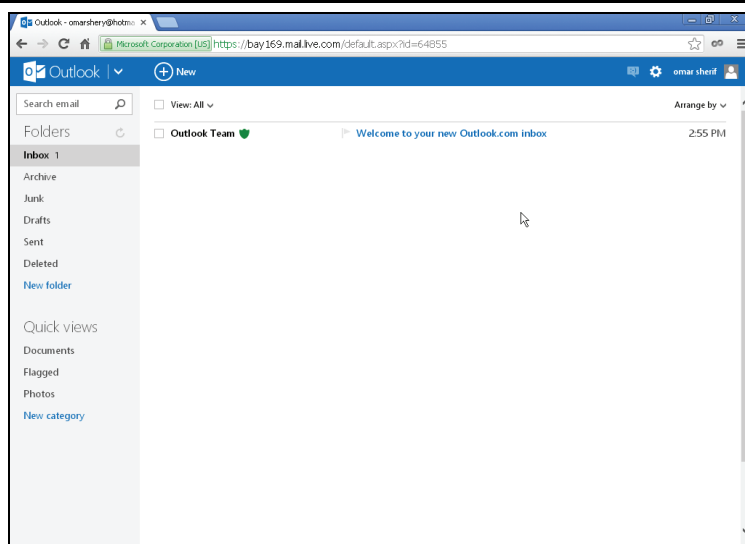 Outlook - omarshery@hotma
Microsoft Corporation [US] https://bay169.mail.live.com/default.aspx?id=64855
Outlook
New
omar sherif
Search email
View: All
Arrange by
Folders
Outlook Team
Welcome to your new Outlook.com inbox
2:55 PM
Inbox 1
Archive
Junk
Drafts
Sent
Deleted
New folder
Quick views
Documents
Flagged
Photos
New category